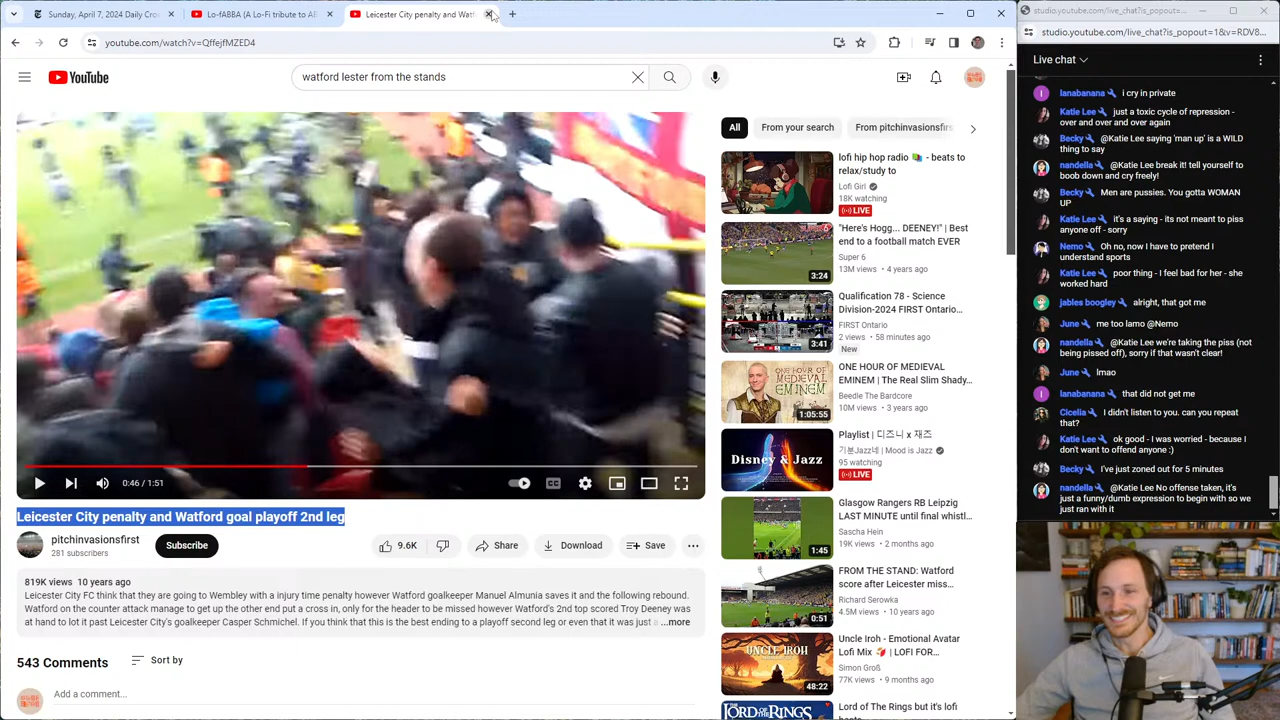 Sunday, Apr 7, 2024 Daily Cro
Lo-fABBA (A Lo-Fi tribute to AB
Leicester City penalty and Watf
studio.youtube.com/live_chat?is_popout=
youtube.com/watch?v=
studio.youtube.com/live_chat?is_popout=1&v=RDV8...
YouTube
watford lester from the stands
Live chat
All
From your search
From pitchinvasionsfirs
lofi hip hop radio 📚 - beats to
relax/study to
Lofi Girl
18K watching
LIVE
"Here's Hogg... DEENEY!" | Best
end to a football match EVER
Super 6
13M views • 4 years ago
3:24
Qualification 78 - Science
Division-2024 FIRST Ontario...
FIRST Ontario
2 views • 58 minutes ago
3:41
New
ONE HOUR OF MEDIEVAL
EMINEM | The Real Slim Shady...
Beedle The Bardcore
10M views • 3 years ago
ONE HOUR OF
MEDIEVAL
EMINEM
1:05:55
Playlist | 디즈니 x 재즈
기분Jazz네 | Mood is Jazz
95 watching
LIVE
Disney & Jazz
Glasgow Rangers RB Leipzig
LAST MINUTE until final whistl...
Sascha Hein
19K views • 2 months ago
1:45
FROM THE STAND: Watford
score after Leicester miss...
Richard Serowka
4.5M views • 10 years ago
0:51
Uncle Iroh - Emotional Avatar
Lofi Mix 🍂 | LOFI FOR...
Simon Groß
77K views • 9 months ago
UNCLE IROH
48:22
Lord of The Rings but it's lofi
beats
LORD OF THE RINGS
Leicester City penalty and Watford goal playoff 2nd leg
pitchinvasionsfirst
281 subscribers
Subscribe
9.6K
Share
Download
Save
819K views 10 years ago
Leicester City FC think that they are going to Wembley with a injury time penalty however Watford goalkeeper Manuel Almunia saves it and the following rebound.
Watford on the counter attack manage to get up the other end put a cross in, only for the header to be missed however Watford's 2nd top scored Troy Deeney was
at hand to lot it past Leicester City's goalkeeper Casper Schmichel. If you think that this is the best ending to a playoff second leg or even that it was just a ...more
543 Comments
Sort by
Add a comment...
lanabanana i cry in private
Katie Lee just a toxic cycle of repression -
over and over and over again
Becky @Katie Lee saying 'man up' is a WILD
thing to say
nandella @Katie Lee break it! tell yourself to
boob down and cry freely!
Becky Men are pussies. You gotta WOMAN
UP
Katie Lee it's a saying - its not meant to piss
anyone off - sorry
Nemo Oh no, now I have to pretend I
understand sports
Katie Lee poor thing - I feel bad for her - she
worked hard
jables boogley alright, that got me
June me too lamo @Nemo
nandella @Katie Lee we're taking the piss (not
being pissed off), sorry if that wasn't clear!
June lmao
lanabanana that did not get me
Cicelia I didn't listen to you. can you repeat
that?
Katie Lee ok good - I was worried - because I
don't want to offend anyone :)
Becky I've just zoned out for 5 minutes
nandella @Katie Lee No offense taken, it's
just a funny/dumb expression to begin with so we
just ran with it